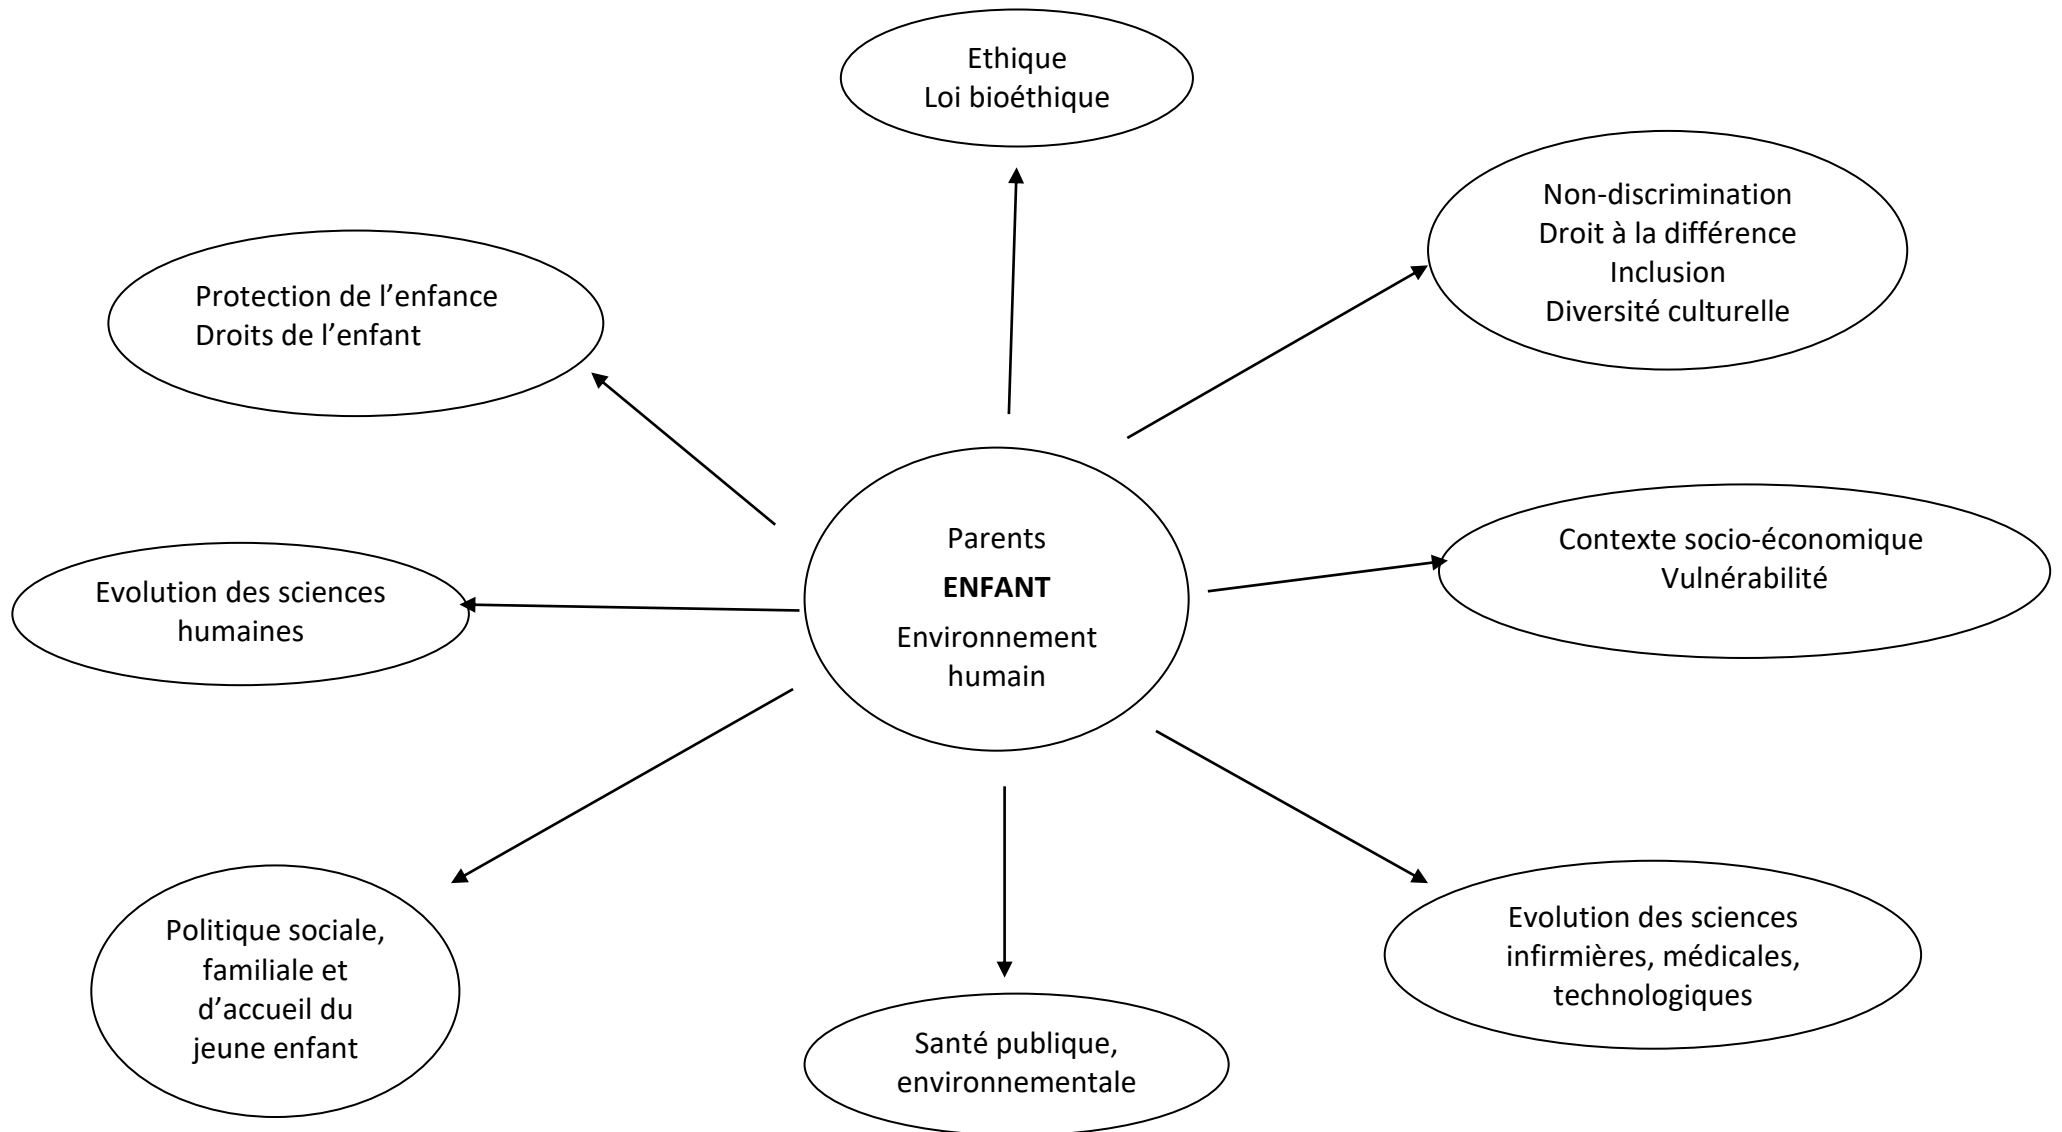 Ethique
Loi bioéthique
Non-discrimination
Droit à la différence
Inclusion
Diversité culturelle
Protection de l’enfance
Droits de l’enfant
Parents
ENFANT
Environnement
humain
Contexte socio-économique
Vulnérabilité
Evolution des sciences
humaines
Politique sociale,
familiale et
d’accueil du
jeune enfant
Santé publique,
environnementale
Evolution des sciences
infirmières, médicales,
technologiques